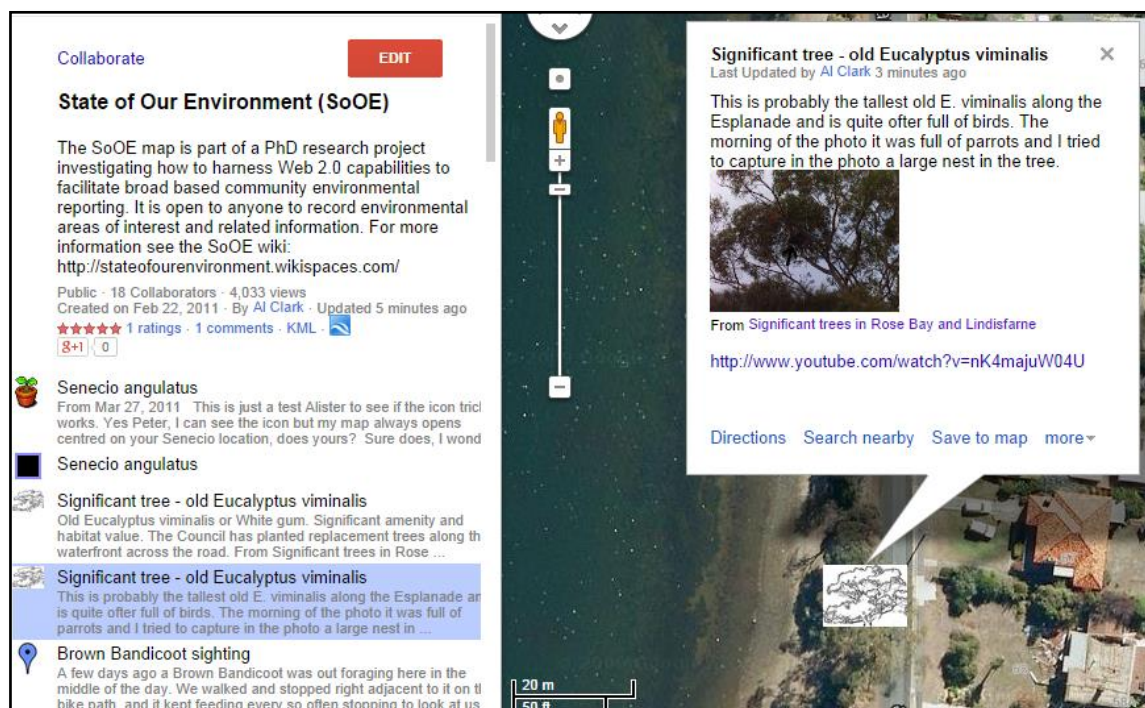 Collaborate
EDIT
State of Our Environment (SoOE)
The SoOE map is part of a PhD research project
investigating how to harness Web 2.0 capabilities to
facilitate broad based community environmental
reporting. It is open to anyone to record environmental
areas of interest and related information. For more
information see the SoOE wiki:
http://stateofourenvironment.wikispaces.com/
Public · 18 Collaborators · 4,033 views
Created on Feb 22, 2011 · By Al Clark · Updated 5 minutes ago
1 ratings · 1 comments · KML ·
g+1 0
Senecio angulatus
From Mar 27, 2011 This is just a test Alister to see if the icon tric
works. Yes Peter, I can see the icon but my map always opens
centred on your Senecio location, does yours? Sure does, I wond
Senecio angulatus
Significant tree - old Eucalyptus viminalis
Old Eucalyptus viminalis or White gum. Significant amenity and
habitat value. The Council has planted replacement trees along th
waterfront across the road. From Significant trees in Rose ...
Significant tree - old Eucalyptus viminalis
This is probably the tallest old E. viminalis along the Esplanade an
is quite ofter full of birds. The morning of the photo it was full of
parrots and I tried to capture in the photo a large nest in ...
Brown Bandicoot sighting
A few days ago a Brown Bandicoot was out foraging here in the
middle of the day. We walked and stopped right adjacent to it on t
bike path, and it kept feeding every so often stopping to look at us
Significant tree - old Eucalyptus viminalis
Last Updated by Al Clark 3 minutes ago
This is probably the tallest old E. viminalis along the
Esplanade and is quite ofter full of birds. The
morning of the photo it was full of parrots and I tried
to capture in the photo a large nest in the tree.
From Significant trees in Rose Bay and Lindisfarne
http://www.youtube.com/watch?v=nK4majuW04U
Directions Search nearby Save to map more
20 m
50 ft